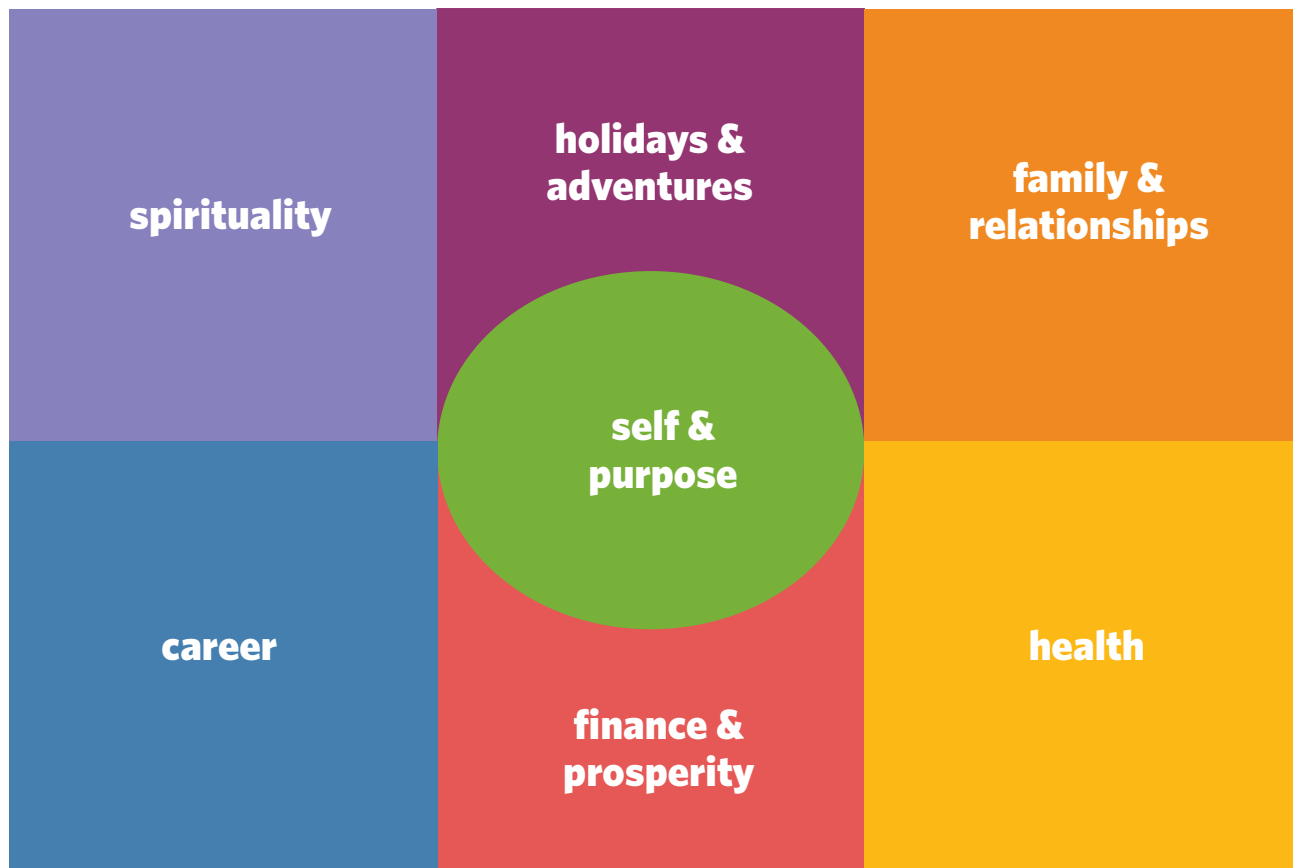 spirituality
holidays &
adventures
family &
relationships
self &
purpose
career
finance &
prosperity
health